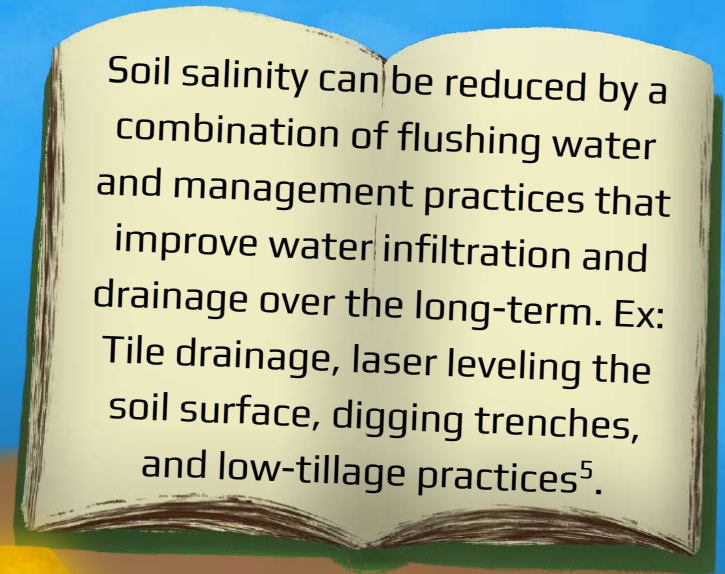 Soil salinity can be reduced by a
combination of flushing water
and management practices that
improve water infiltration and
drainage over the long-term. Ex:
Tile drainage, laser leveling the
soil surface, digging trenches,
and low-tillage practices⁵.